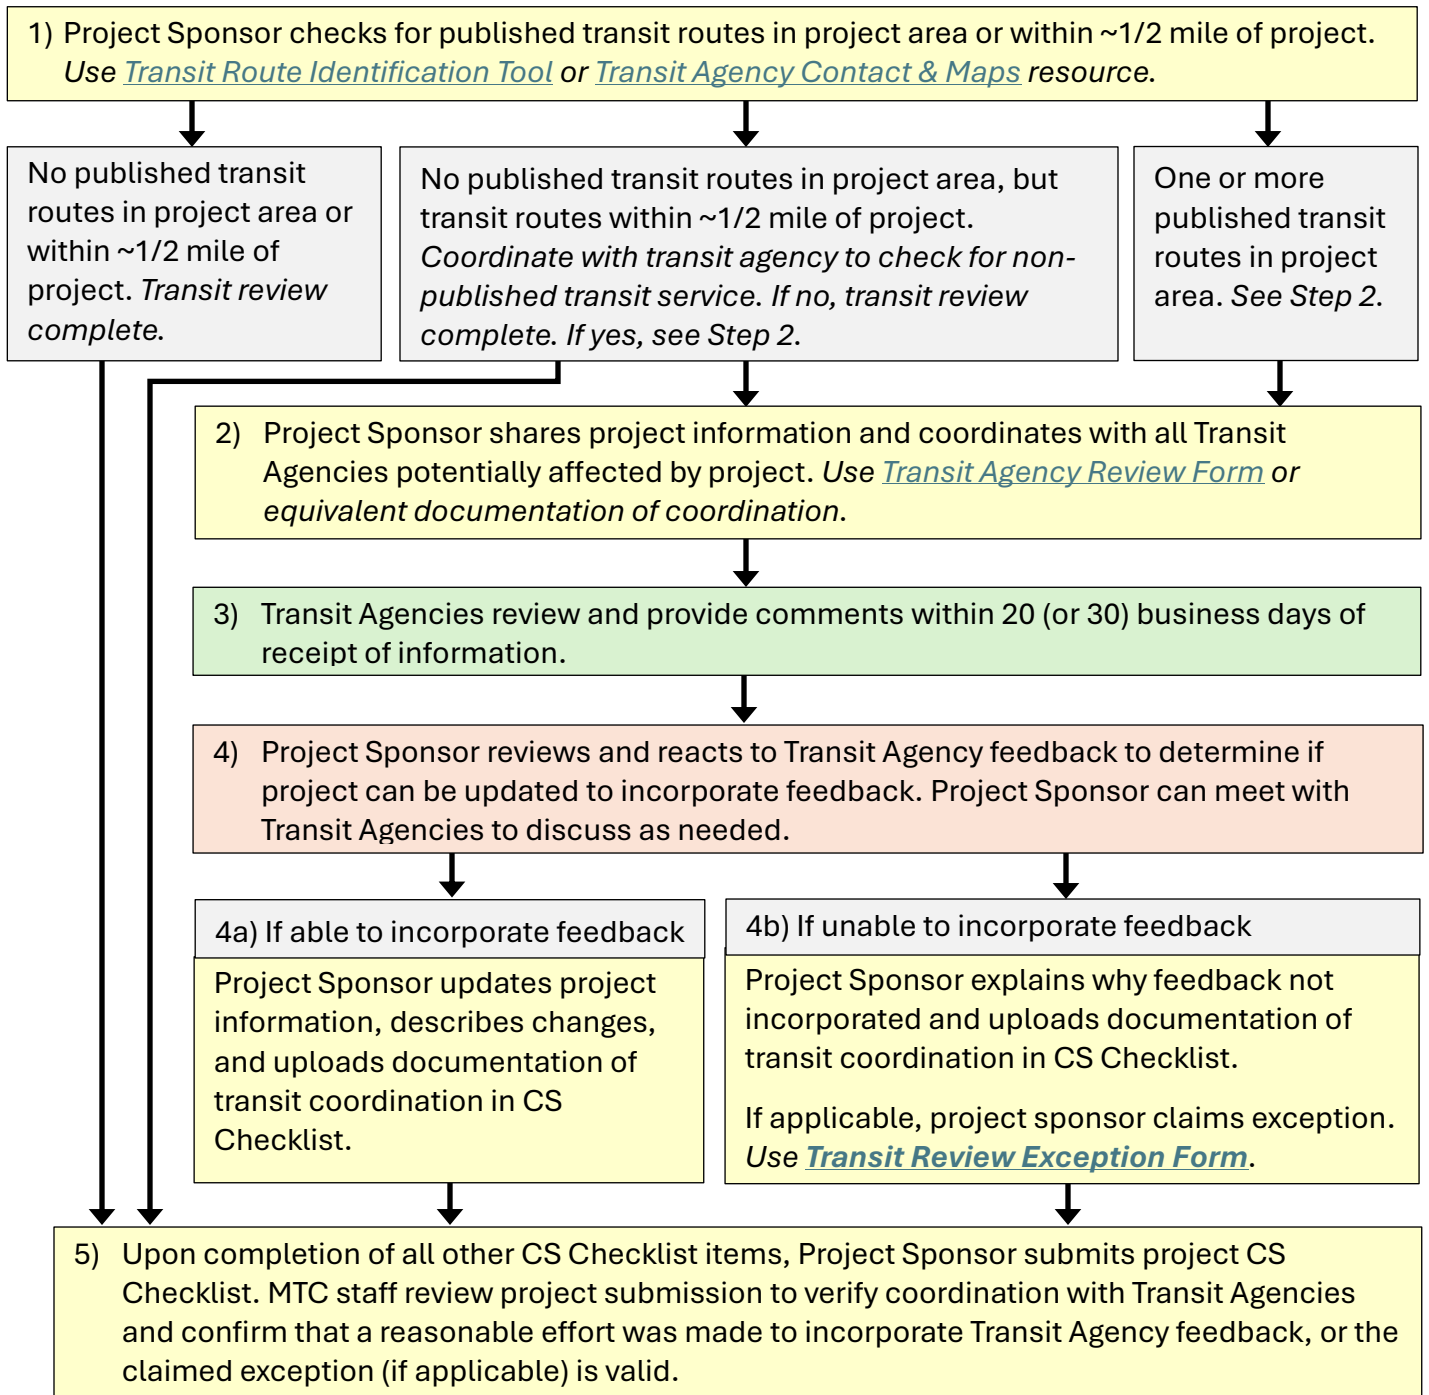 1) Project Sponsor checks for published transit routes in project area or within ~1/2 mile of project.
Use Transit Route Identification Tool or Transit Agency Contact & Maps resource.
No published transit
routes in project area or
within ~1/2 mile of
project. Transit review
complete.
No published transit routes in project area, but
transit routes within ~1/2 mile of project.
Coordinate with transit agency to check for non-
published transit service. If no, transit review
complete. If yes, see Step 2.
One or more
published transit
routes in project
area. See Step 2.
2) Project Sponsor shares project information and coordinates with all Transit
Agencies potentially affected by project. Use Transit Agency Review Form or
equivalent documentation of coordination.
3) Transit Agencies review and provide comments within 20 (or 30) business days of
receipt of information.
4) Project Sponsor reviews and reacts to Transit Agency feedback to determine if
project can be updated to incorporate feedback. Project Sponsor can meet with
Transit Agencies to discuss as needed.
4a) If able to incorporate feedback
Project Sponsor updates project
information, describes changes,
and uploads documentation of
transit coordination in CS
Checklist.
4b) If unable to incorporate feedback
Project Sponsor explains why feedback not
incorporated and uploads documentation of
transit coordination in CS Checklist.
If applicable, project sponsor claims exception.
Use Transit Review Exception Form.
5) Upon completion of all other CS Checklist items, Project Sponsor submits project CS
Checklist. MTC staff review project submission to verify coordination with Transit Agencies
and confirm that a reasonable effort was made to incorporate Transit Agency feedback, or the
claimed exception (if applicable) is valid.